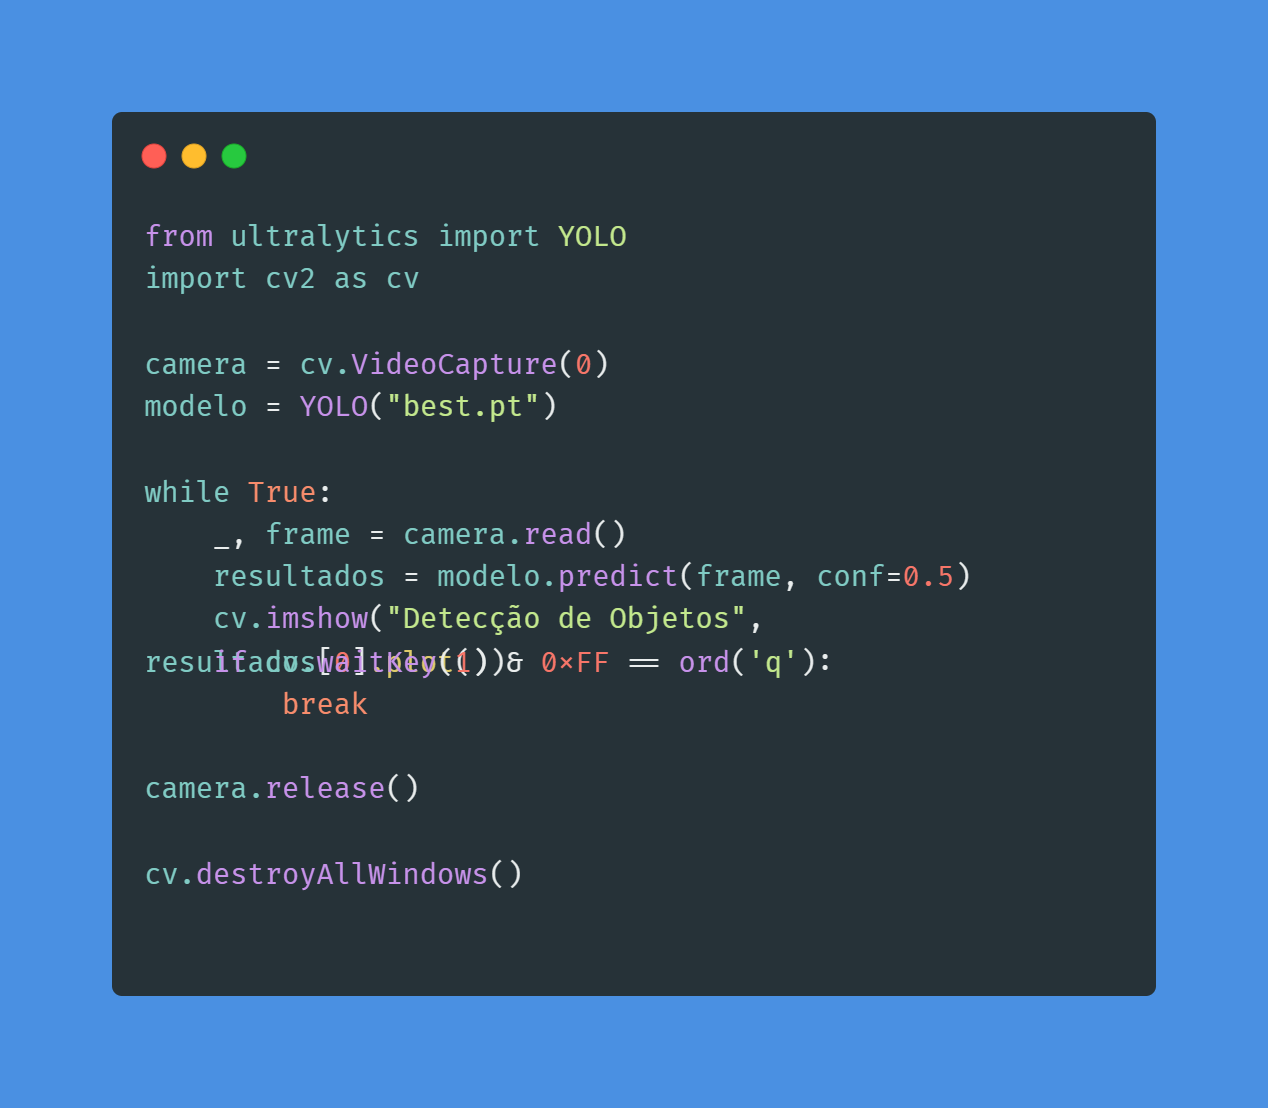 from ultralytics import YOLO
import cv2 as cv
camera = cv.VideoCapture(0)
modelo = YOLO("best.pt")
while True:
_, frame = camera.read()
resultados = modelo.predict(frame, conf=0.5)
cv.imshow("Detecção de Objetos",
resultados[0].plot())
if cv.waitKey(1) & 0xFF == ord('q'):
break
camera.release()
cv.destroyAllWindows()